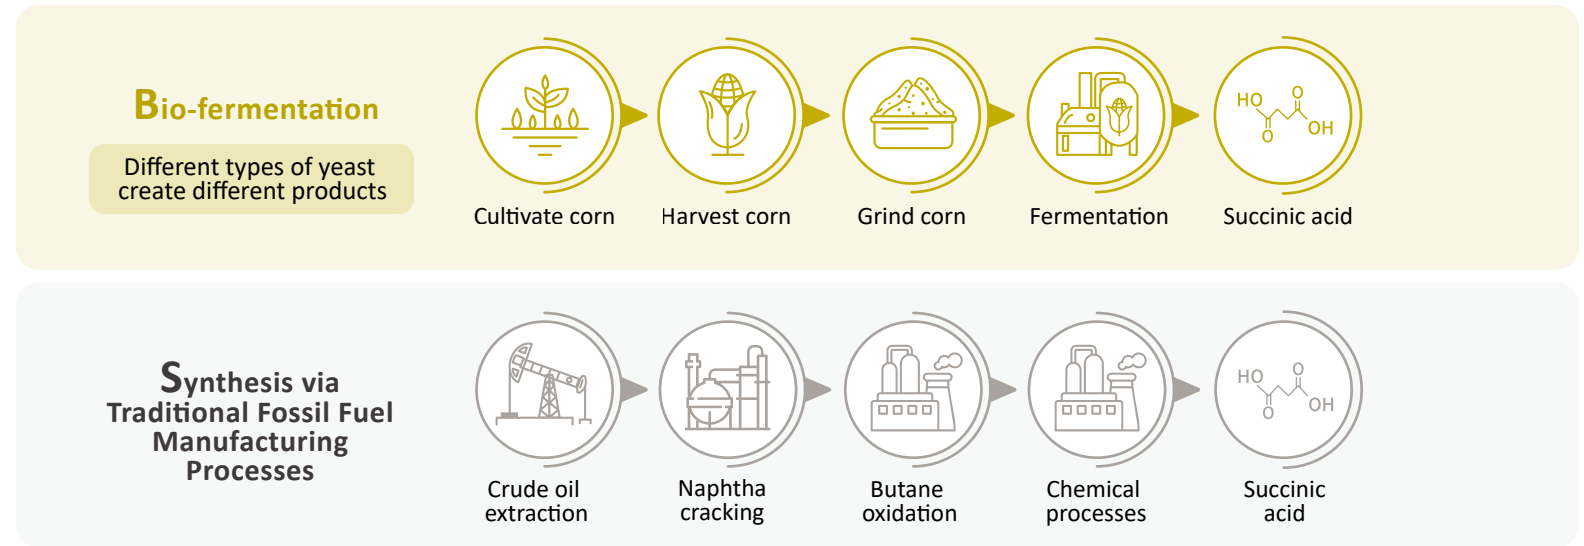 Bio-fermentation
Different types of yeast
create different products
HO
O
O
OH
Cultivate corn
Harvest corn
Grind corn
Fermentation
Succinic acid
Synthesis via
Traditional Fossil Fuel
Manufacturing
Processes
HO
O
O
OH
Crude oil
extraction
Naphtha
cracking
Butane
oxidation
Chemical
processes
Succinic
acid